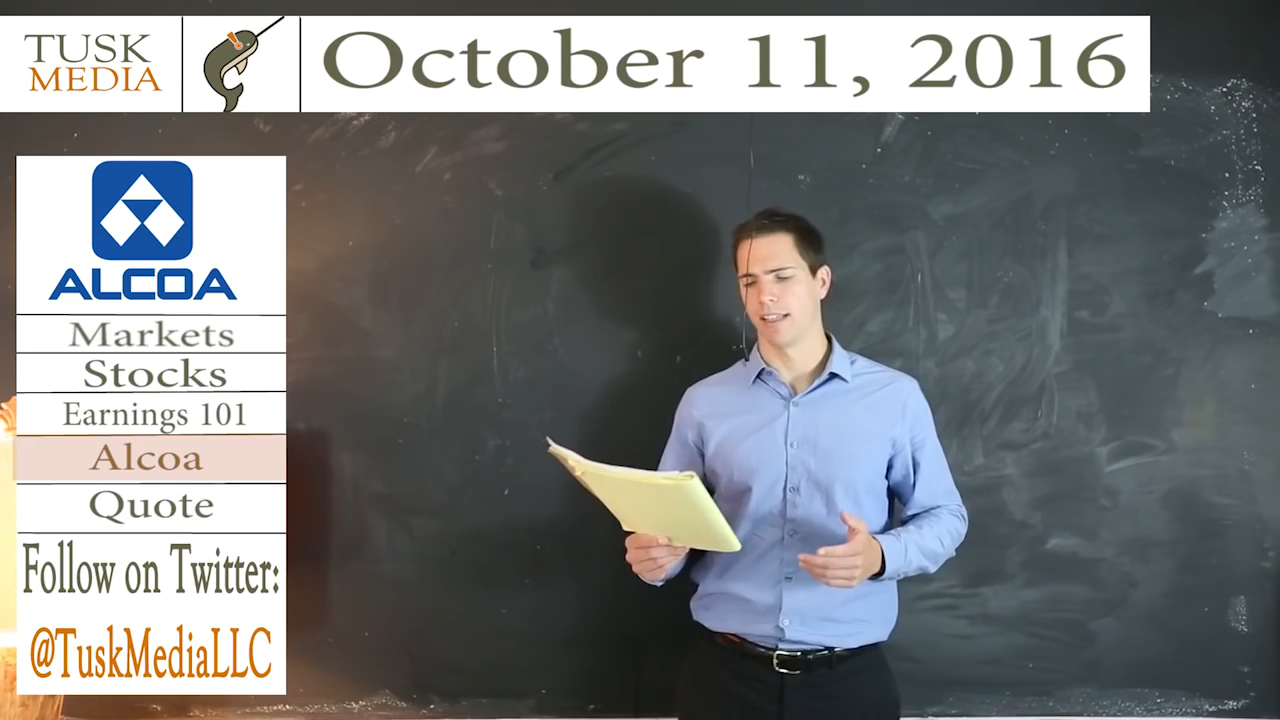 TUSK
MEDIA
October 11, 2016
ALCOA
Markets
Stocks
Earnings 101
Alcoa
Quote
Follow on Twitter:
@TuskMediaLLC